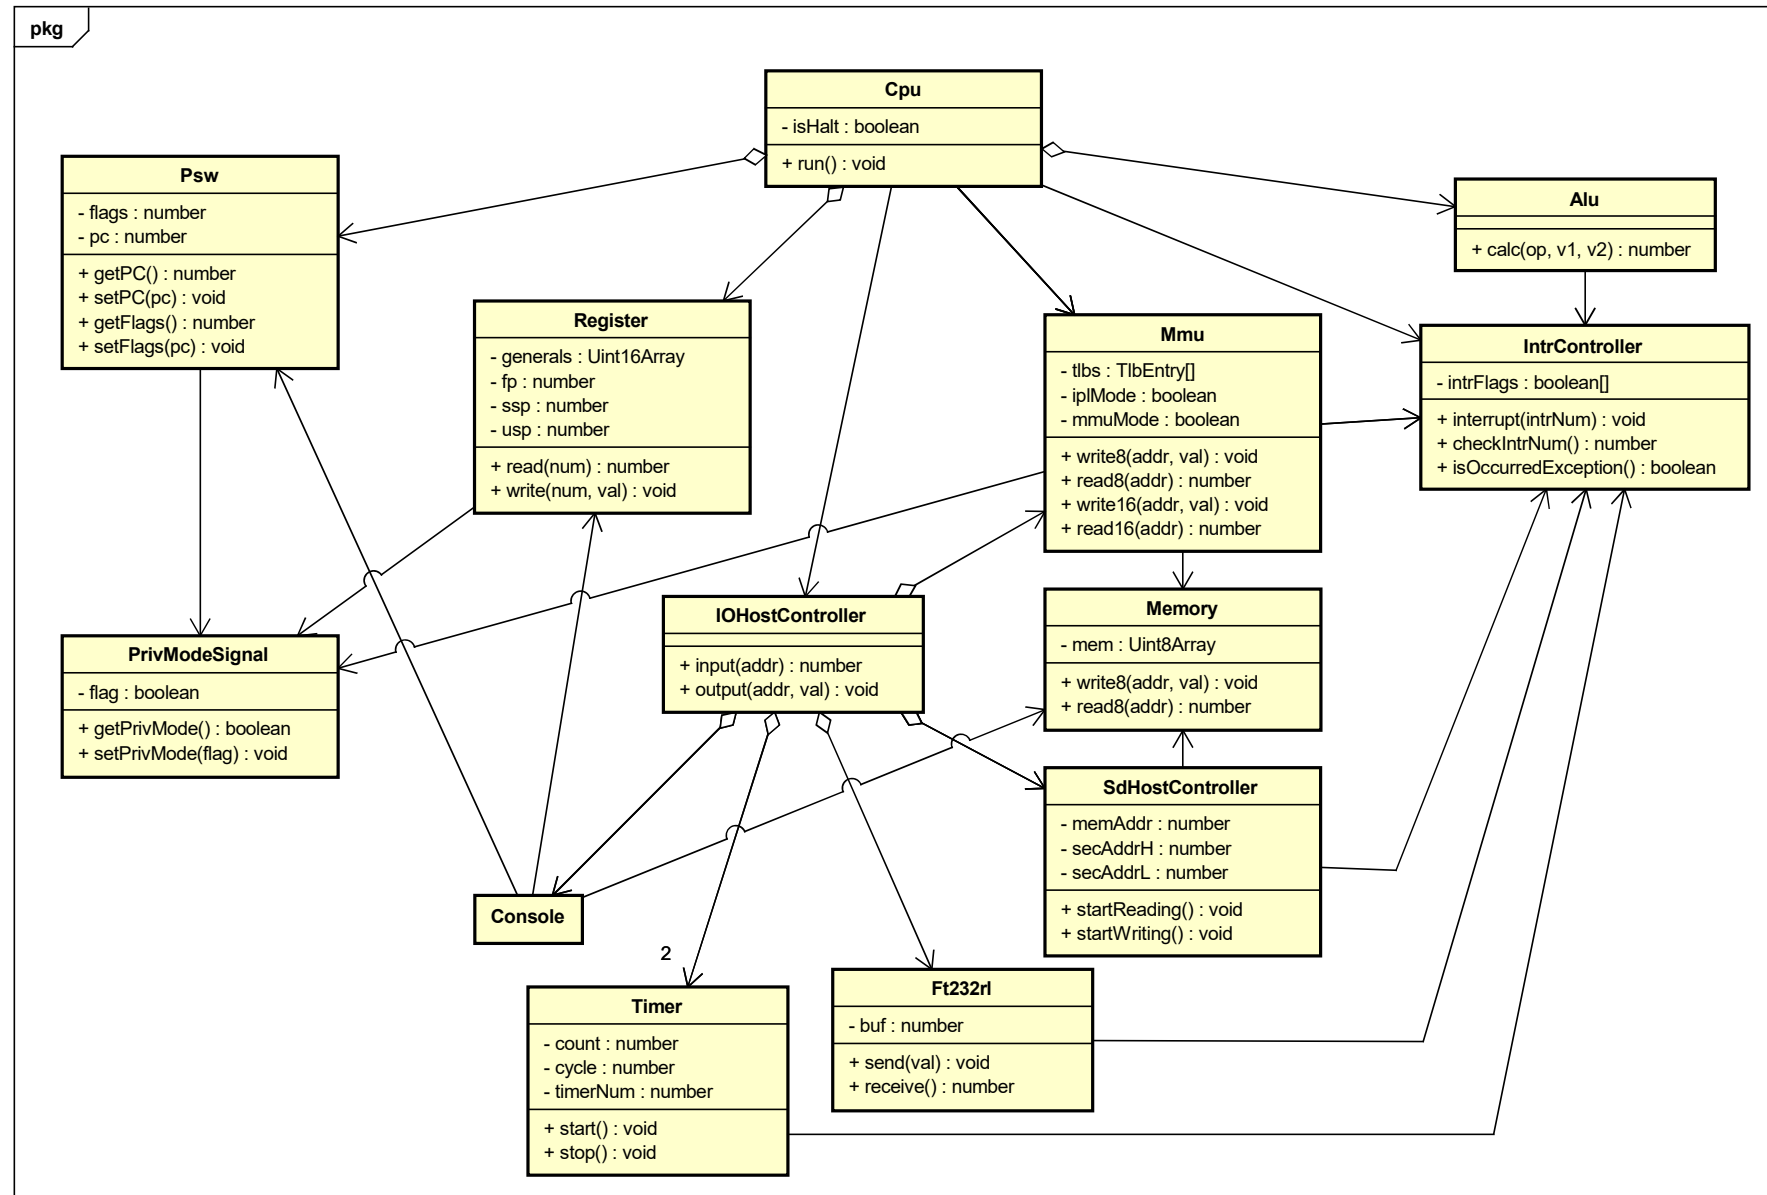 pkg
Cpu
- isHalt : boolean
+ run() : void
Psw
- flags : number
- pc : number
+ getPC() : number
+ setPC(pc) : void
+ getFlags() : number
+ setFlags(pc) : void
Alu
+ calc(op, v1, v2) : number
Register
- generals : Uint16Array
- fp : number
- ssp : number
- usp : number
+ read(num) : number
+ write(num, val) : void
Mmu
- tlbs : TlbEntry[]
- iplMode : boolean
- mmuMode : boolean
+ write8(addr, val) : void
+ read8(addr) : number
+ write16(addr, val) : void
+ read16(addr) : number
IntrController
- intrFlags : boolean[]
+ interrupt(intrNum) : void
+ checkIntrNum() : number
+ isOccurredException() : boolean
PrivModeSignal
- flag : boolean
+ getPrivMode() : boolean
+ setPrivMode(flag) : void
IOHostController
+ input(addr) : number
+ output(addr, val) : void
Memory
- mem : Uint8Array
+ write8(addr, val) : void
+ read8(addr) : number
SdHostController
- memAddr : number
- secAddrH : number
- secAddrL : number
+ startReading() : void
+ startWriting() : void
Console
2
Timer
- count : number
- cycle : number
- timerNum : number
+ start() : void
+ stop() : void
Ft232rl
- buf : number
+ send(val) : void
+ receive() : number